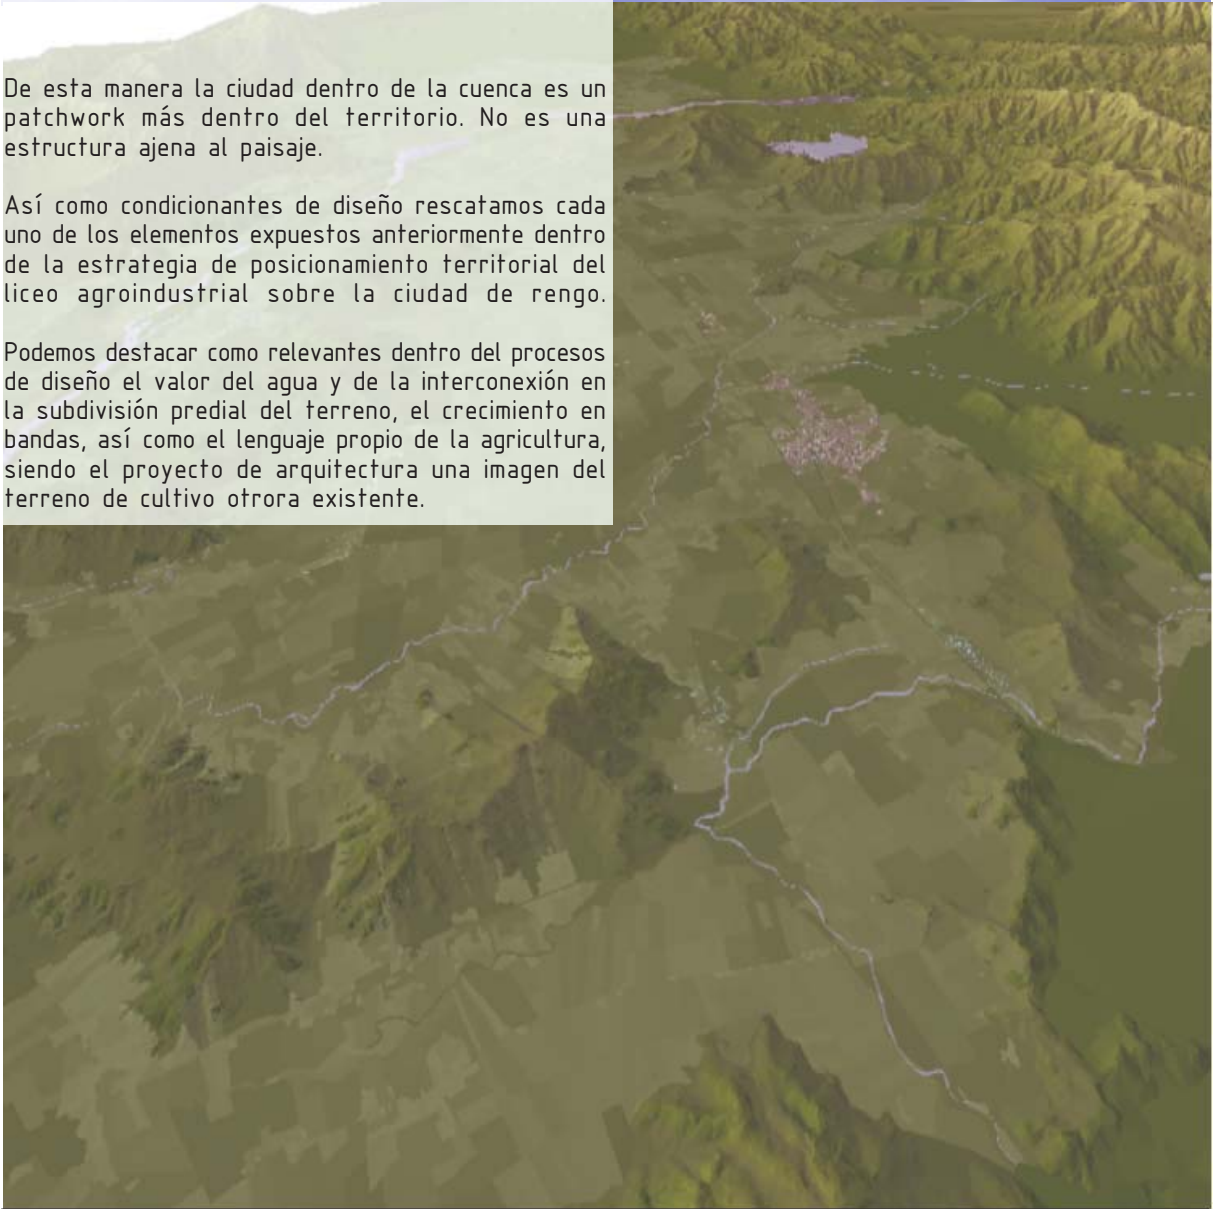 De esta manera la ciudad dentro de la cuenca es un
patchwork más dentro del territorio. No es una
estructura ajena al paisaje.
Así como condicionantes de diseño rescatamos cada
uno de los elementos expuestos anteriormente dentro
de la estrategia de posicionamiento territorial del
liceo agroindustrial sobre la ciudad de rengo.
Podemos destacar como relevantes dentro del procesos
de diseño el valor del agua y de la interconexión en
la subdivisión predial del terreno, el crecimiento en
bandas, así como el lenguaje propio de la agricultura,
siendo el proyecto de arquitectura una imagen del
terreno de cultivo otrora existente.